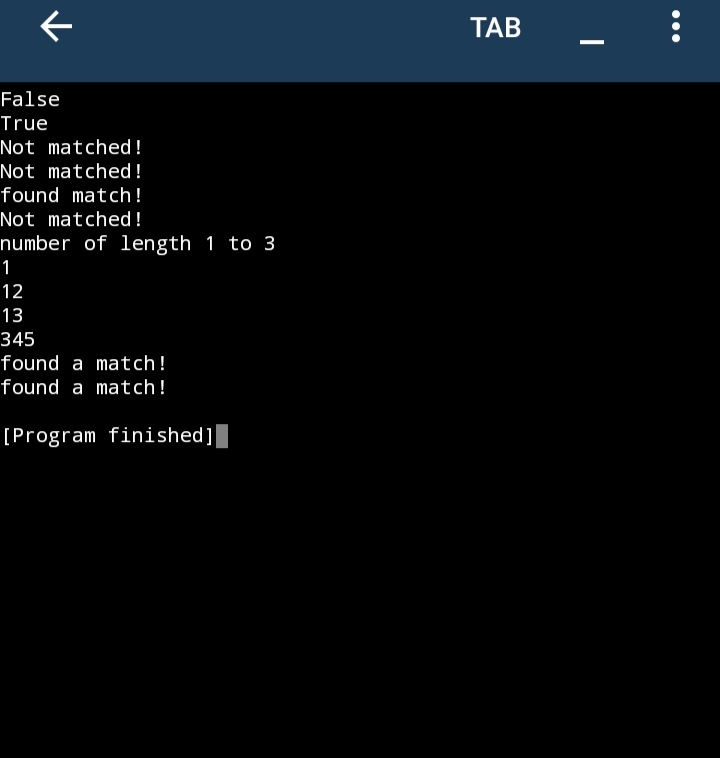 TAB
False
True
Not matched!
Not matched!
found match!
Not matched!
number of length 1 to 3
1
12
13
345
found a match!
found a match!
[Program finished]